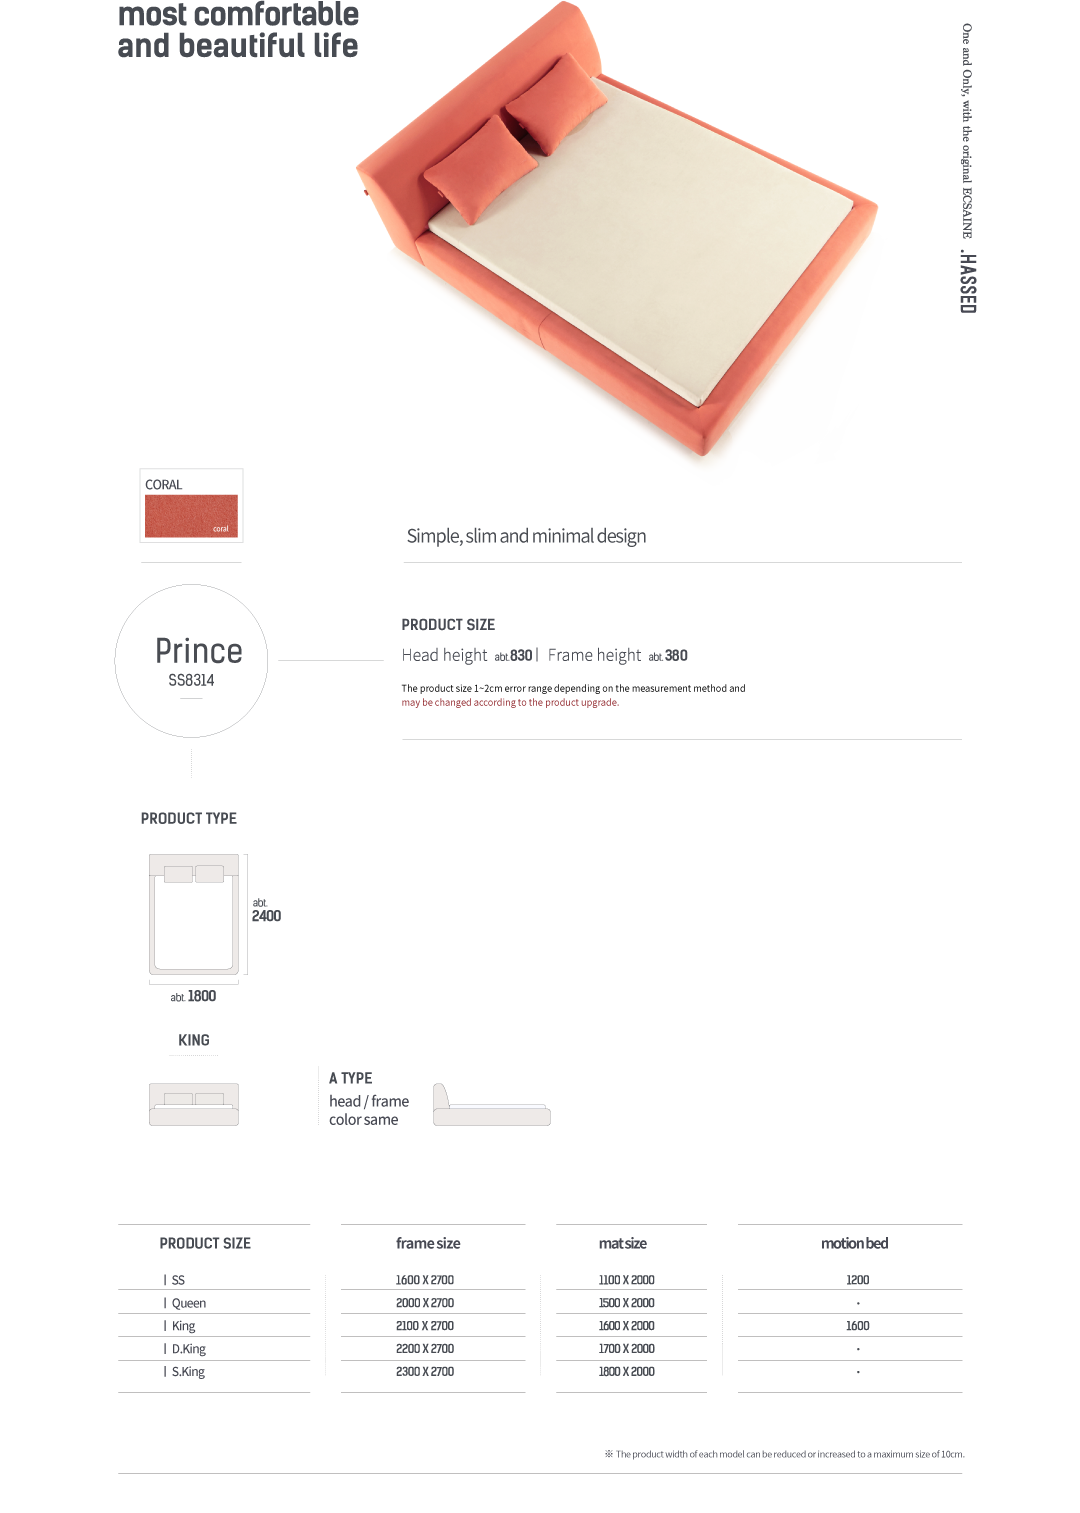 most comfortable
and beautiful life
One and Only, with the original ECSAINE .HASSED
CORAL
coral
Simple, slim and minimal design
Prince
SS8314
PRODUCT SIZE
Head height abt.830 | Frame height abt.380
The product size 1~2cm error range depending on the measurement method and
may be changed according to the product upgrade.
PRODUCT TYPE
abt.
2400
abt. 1800
KING
A TYPE
head / frame
color same
PRODUCT SIZE frame size mat size motion bed
| SS 1600 X 2700 1100 X 2000 1200
| Queen 2000 X 2700 1500 X 2000 •
| King 2100 X 2700 1600 X 2000 1600
| D.King 2200 X 2700 1700 X 2000 •
| S.King 2300 X 2700 1800 X 2000 •
※ The product width of each model can be reduced or increased to a maximum size of 10cm.